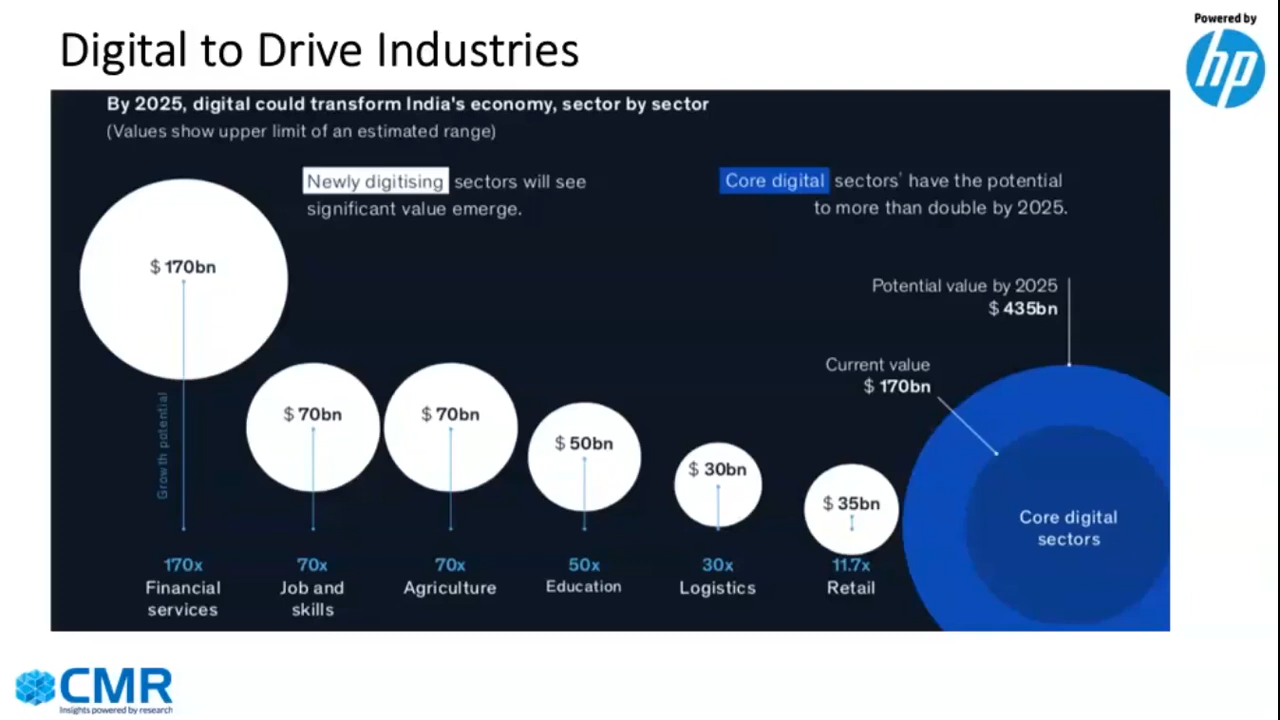 Powered by
hp
Digital to Drive Industries
By 2025, digital could transform India's economy, sector by sector
(Values show upper limit of an estimated range)
Newly digitising sectors will see
significant value emerge.
Core digital sectors' have the potential
to more than double by 2025.
$ 170bn
$ 70bn
$ 70bn
$ 50bn
$ 30bn
$ 35bn
Potential value by 2025
$ 435bn
Current value
$ 170bn
Growth potential
Core digital
sectors
170x
Financial
services
70x
Job and
skills
70x
Agriculture
50x
Education
30x
Logistics
11.7x
Retail
CMR
Insights powered by research